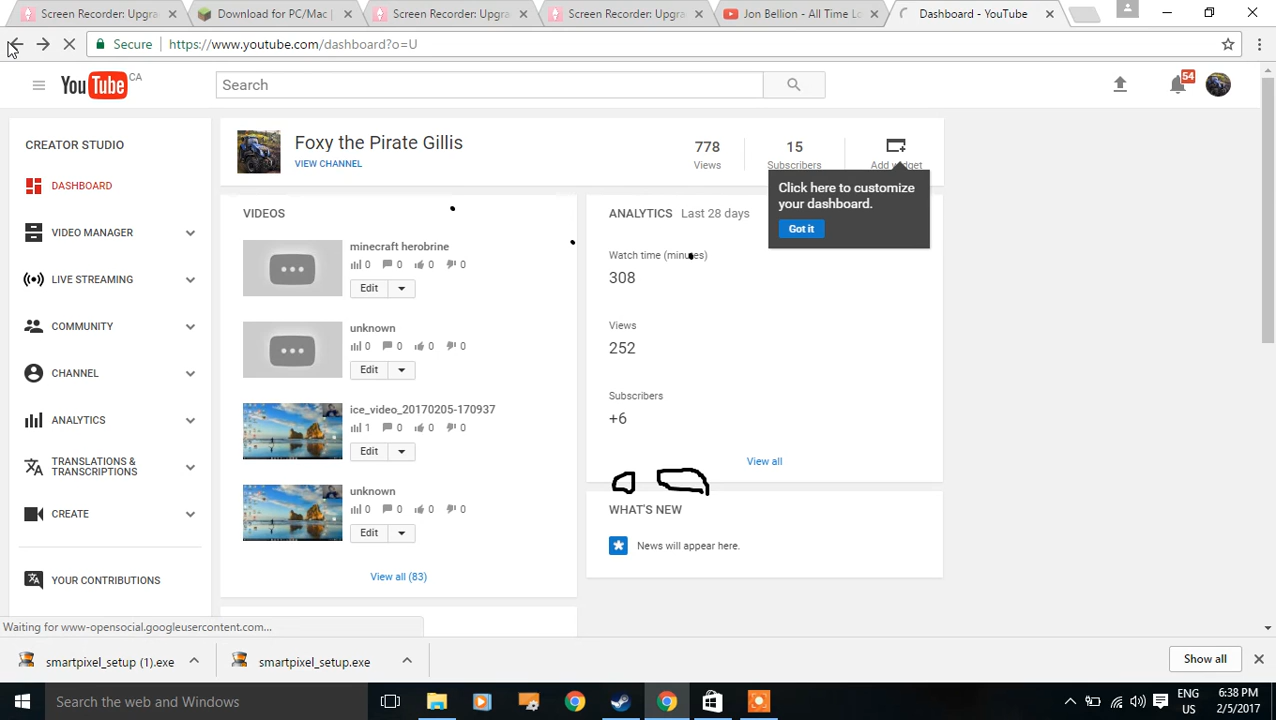 Screen Recorder: Upgra
Download for PC/Mac |
Screen Recorder: Upgra
Screen Recorder: Upgra
Jon Bellion - All Time Lo
Dashboard - YouTube
Secure
https://www.youtube.com/dashboard?o=U
YouTube CA
Search
54
CREATOR STUDIO
DASHBOARD
VIDEO MANAGER
LIVE STREAMING
COMMUNITY
CHANNEL
ANALYTICS
TRANSLATIONS &
TRANSCRIPTIONS
CREATE
YOUR CONTRIBUTIONS
Foxy the Pirate Gillis
VIEW CHANNEL
778
Views
15
Subscribers
Add widget
Click here to customize
your dashboard.
Got it
VIDEOS
minecraft herobrine
0 0 0 0
Edit
unknown
0 0 0 0
Edit
ice_video_20170205-170937
1 0 0 0
Edit
unknown
0 0 0 0
Edit
View all (83)
ANALYTICS Last 28 days
Watch time (minutes)
308
Views
252
Subscribers
+6
View all
WHAT'S NEW
News will appear here.
Waiting for www-opensocial.googleusercontent.com...
smartpixel_setup (1).exe
smartpixel_setup.exe
Show all
Search the web and Windows
ENG
US
6:38 PM
2/5/2017